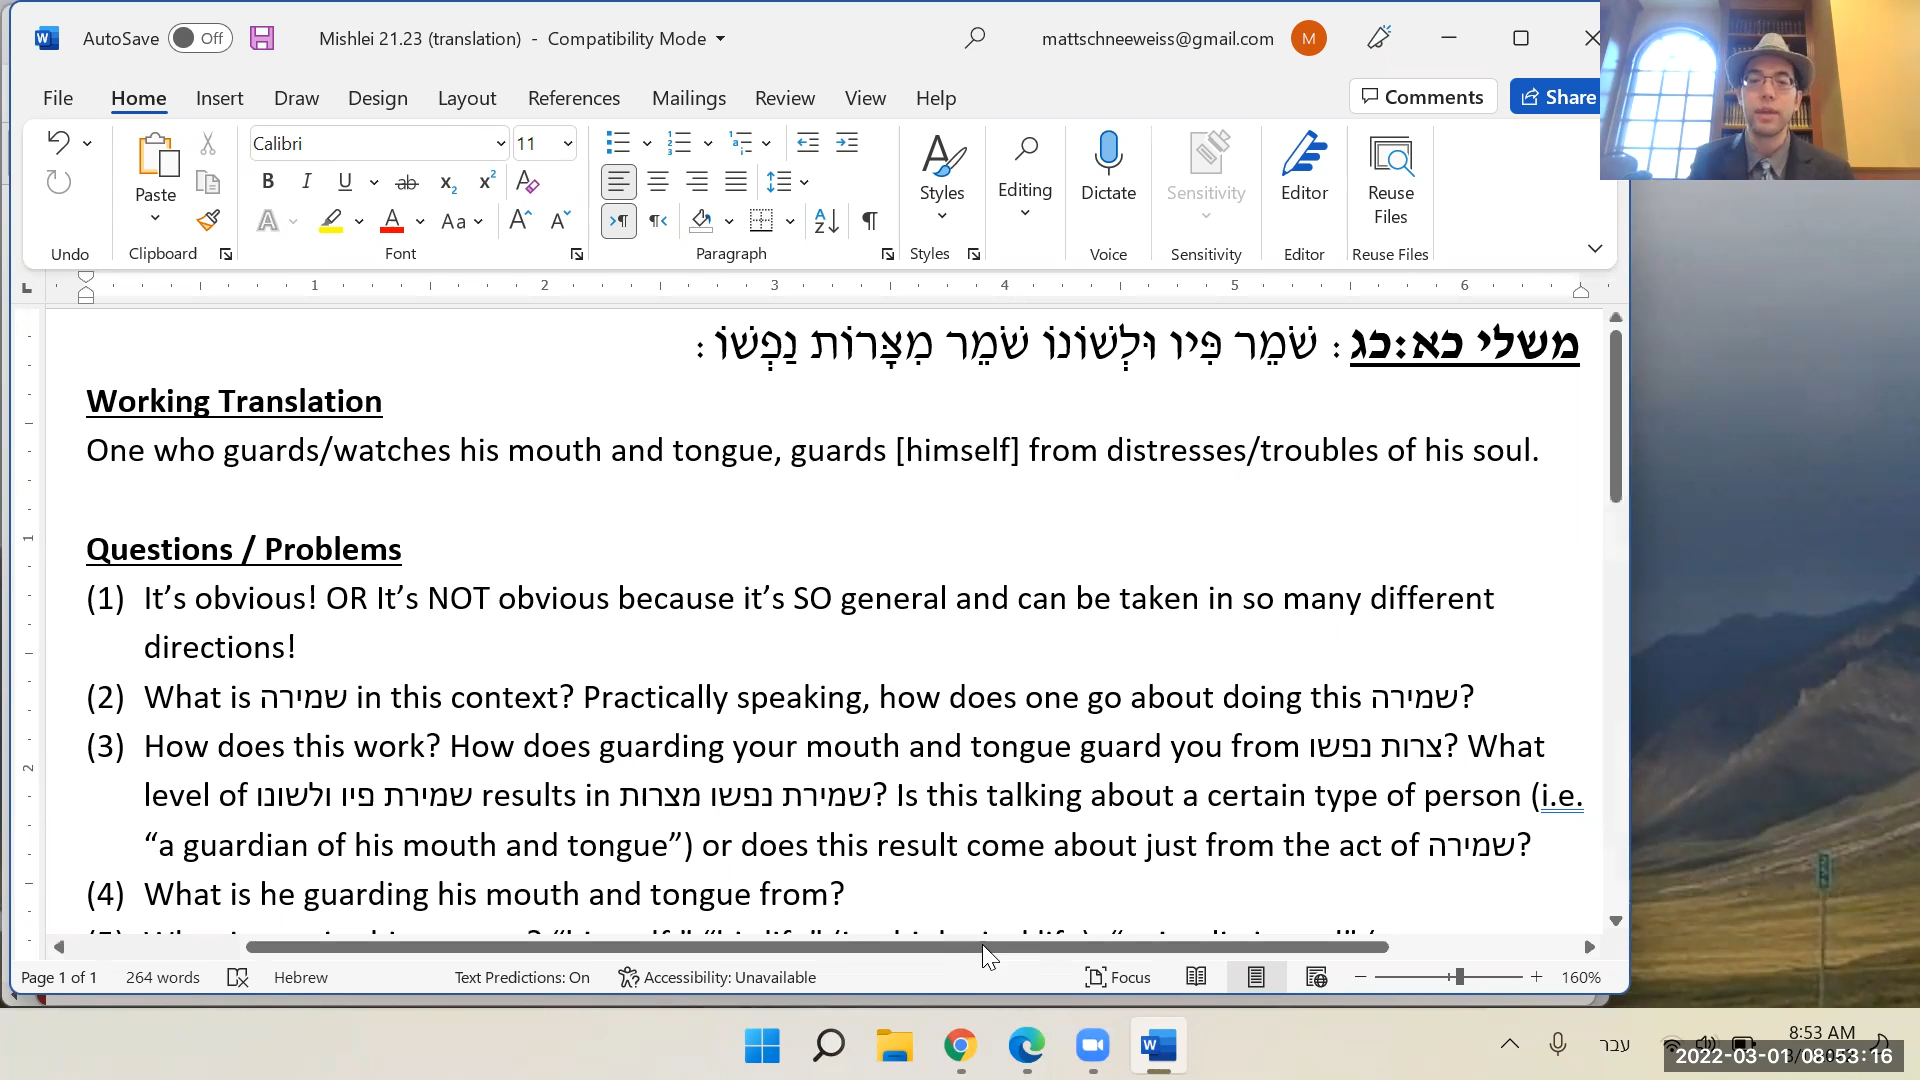 AutoSave Off Mishlei 21.23 (translation) - Compatibility Mode mattschneeweiss@gmail.com M
File Home Insert Draw Design Layout References Mailings Review View Help Comments Share
Calibri 11
Paste Styles Editing Dictate Sensitivity Editor Reuse Files
Undo Clipboard Font Paragraph Styles Voice Sensitivity Editor Reuse Files
1 2 3 4 5 6
משלי כא:כג: שֹׁמֵר פִּיו וּלְשׁוֹנוֹ שֹׁמֵר מִצָּרוֹת נַפְשׁוֹ:
Working Translation
One who guards/watches his mouth and tongue, guards [himself] from distresses/troubles of his soul.
Questions / Problems
(1) It’s obvious! OR It’s NOT obvious because it’s SO general and can be taken in so many different
directions!
(2) What is שמירה in this context? Practically speaking, how does one go about doing this שמירה?
(3) How does this work? How does guarding your mouth and tongue guard you from צרות נפשו? What
level of שמירת פיו ולשונו results in שמירת נפשו מצרות? Is this talking about a certain type of person (i.e.
“a guardian of his mouth and tongue”) or does this result come about just from the act of שמירה?
(4) What is he guarding his mouth and tongue from?
Page 1 of 1 264 words Hebrew Text Predictions: On Accessibility: Unavailable Focus 160%
עבר 8:53 AM
2022-03-01 08:53:16